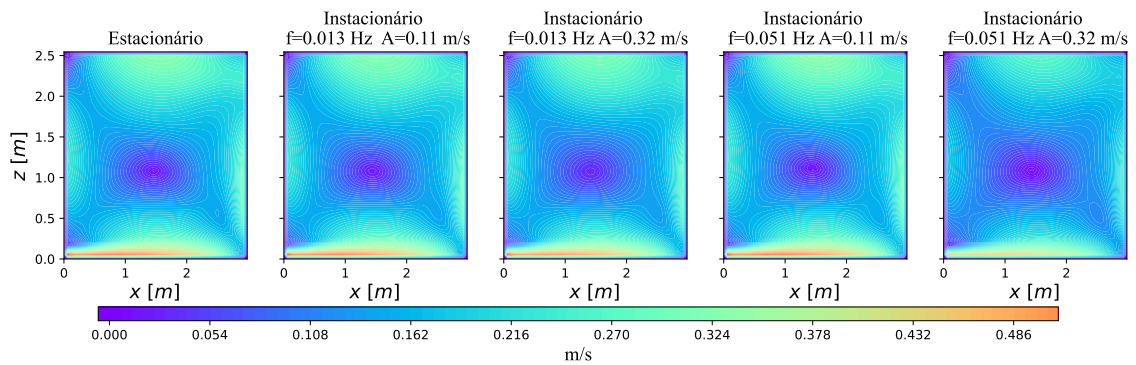 Estacionário
Instacionário
f=0.013 Hz A=0.11 m/s
Instacionário
f=0.013 Hz A=0.32 m/s
Instacionário
f=0.051 Hz A=0.11 m/s
Instacionário
f=0.051 Hz A=0.32 m/s
z [m]
2.5
2.0
1.5
1.0
0.5
0.0
0 1 2
0 1 2
0 1 2
0 1 2
0 1 2
x [m]
x [m]
x [m]
x [m]
x [m]
0.000 0.054 0.108 0.162 0.216 0.270 0.324 0.378 0.432 0.486
m/s